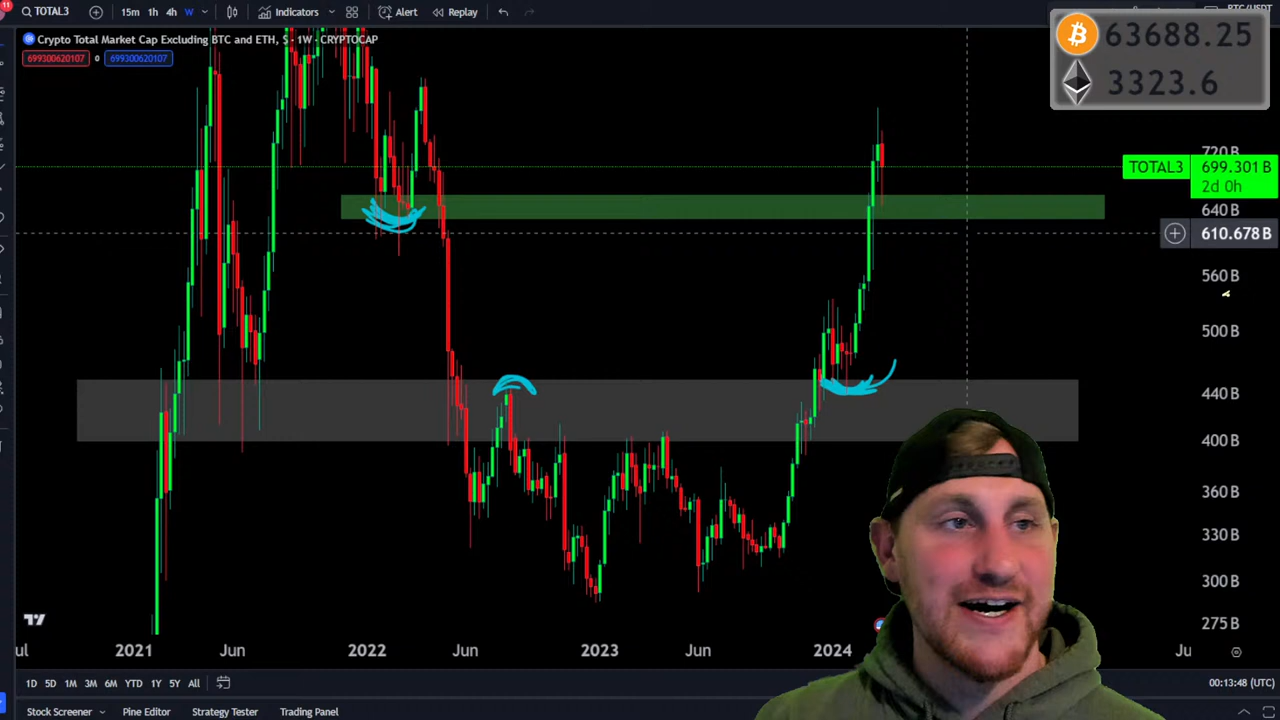 11
TOTAL3
15m 1h 4h W
Indicators
Alert
Replay
63688.25
3323.6
Crypto Total Market Cap Excluding BTC and ETH, $ · 1W · CRYPTOCAP
699300620107 0 699300620107
720B
TOTAL3 699.301B
2d 0h
640B
610.678B
560B
500B
440B
400B
360B
330B
300B
275B
ul 2021 Jun 2022 Jun 2023 Jun 2024 Ju
1D 5D 1M 3M 6M YTD 1Y 5Y All
00:13:48 (UTC)
Stock Screener Pine Editor Strategy Tester Trading Panel